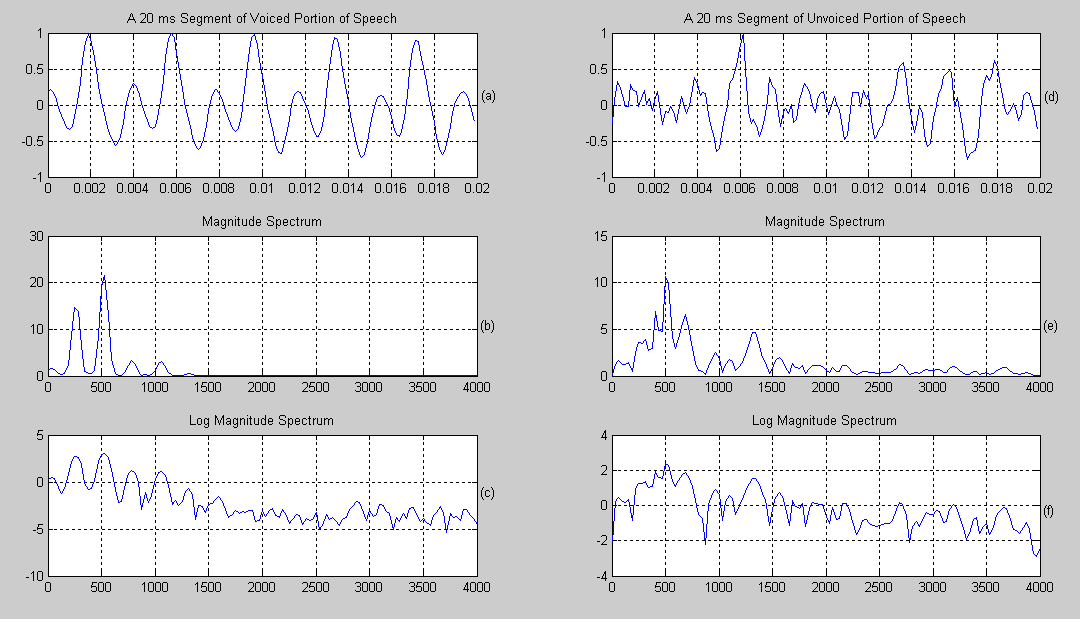 A 20 ms Segment of Voiced Portion of Speech
1
0.5
0
-0.5
-1
0 0.002 0.004 0.006 0.008 0.01 0.012 0.014 0.016 0.018 0.02
(a)
Magnitude Spectrum
30
20
10
0
0 500 1000 1500 2000 2500 3000 3500 4000
(b)
Log Magnitude Spectrum
5
0
-5
-10
0 500 1000 1500 2000 2500 3000 3500 4000
(c)
A 20 ms Segment of Unvoiced Portion of Speech
1
0.5
0
-0.5
-1
0 0.002 0.004 0.006 0.008 0.01 0.012 0.014 0.016 0.018 0.02
(d)
Magnitude Spectrum
15
10
5
0
0 500 1000 1500 2000 2500 3000 3500 4000
(e)
Log Magnitude Spectrum
4
2
0
-2
-4
0 500 1000 1500 2000 2500 3000 3500 4000
(f)